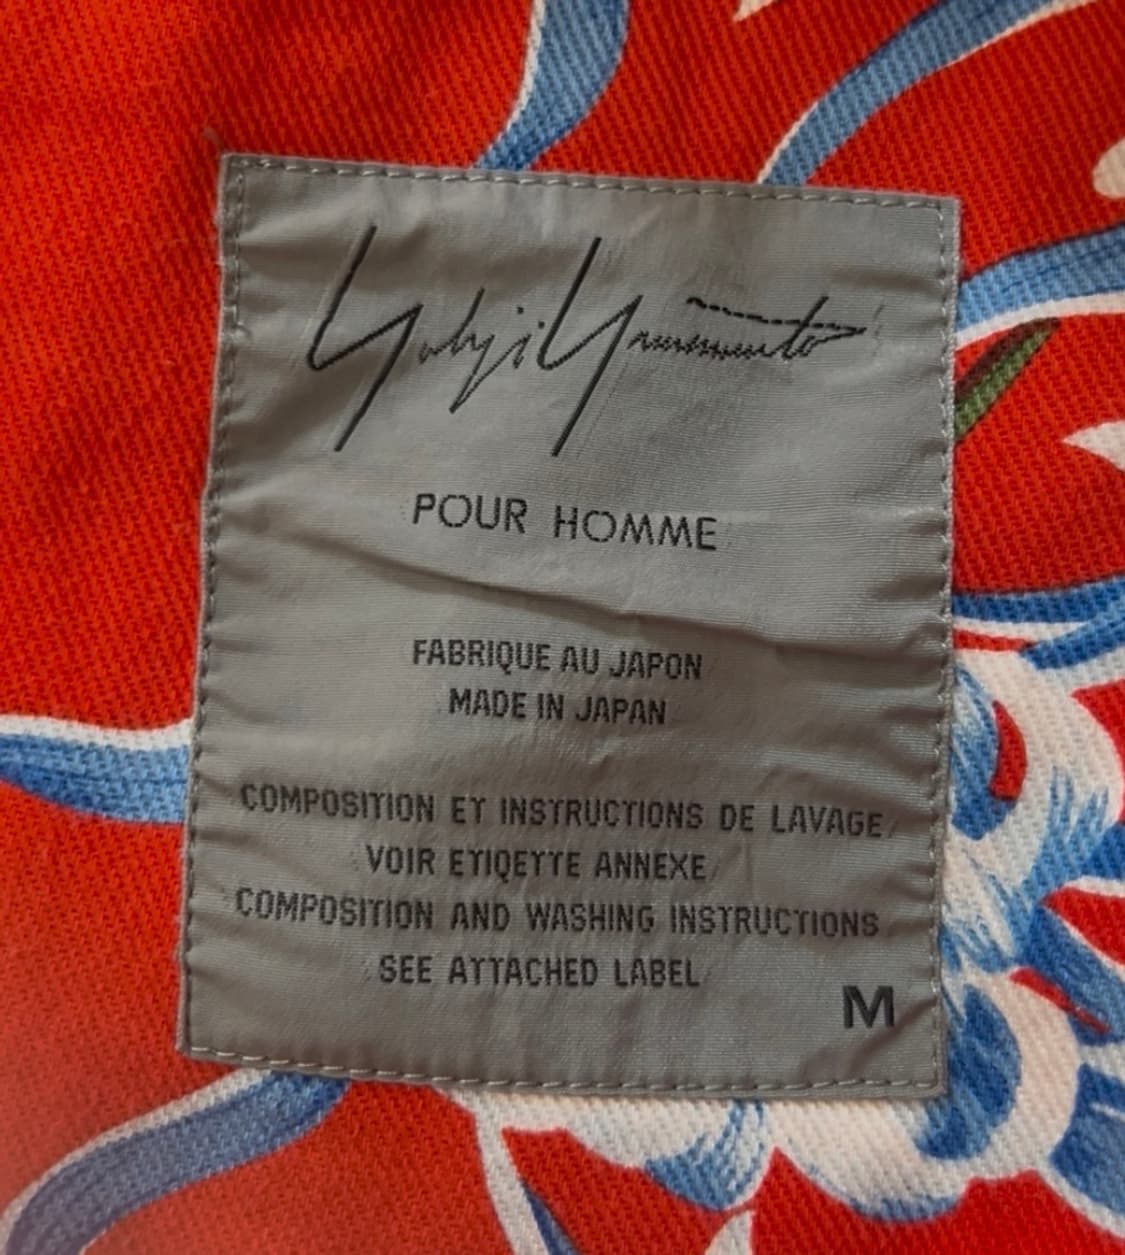 Yohji Yamamoto
POUR HOMME
FABRIQUE AU JAPON
MADE IN JAPAN
COMPOSITION ET INSTRUCTIONS DE LAVAGE
VOIR ETIQETTE ANNEXE
COMPOSITION AND WASHING INSTRUCTIONS
SEE ATTACHED LABEL
M